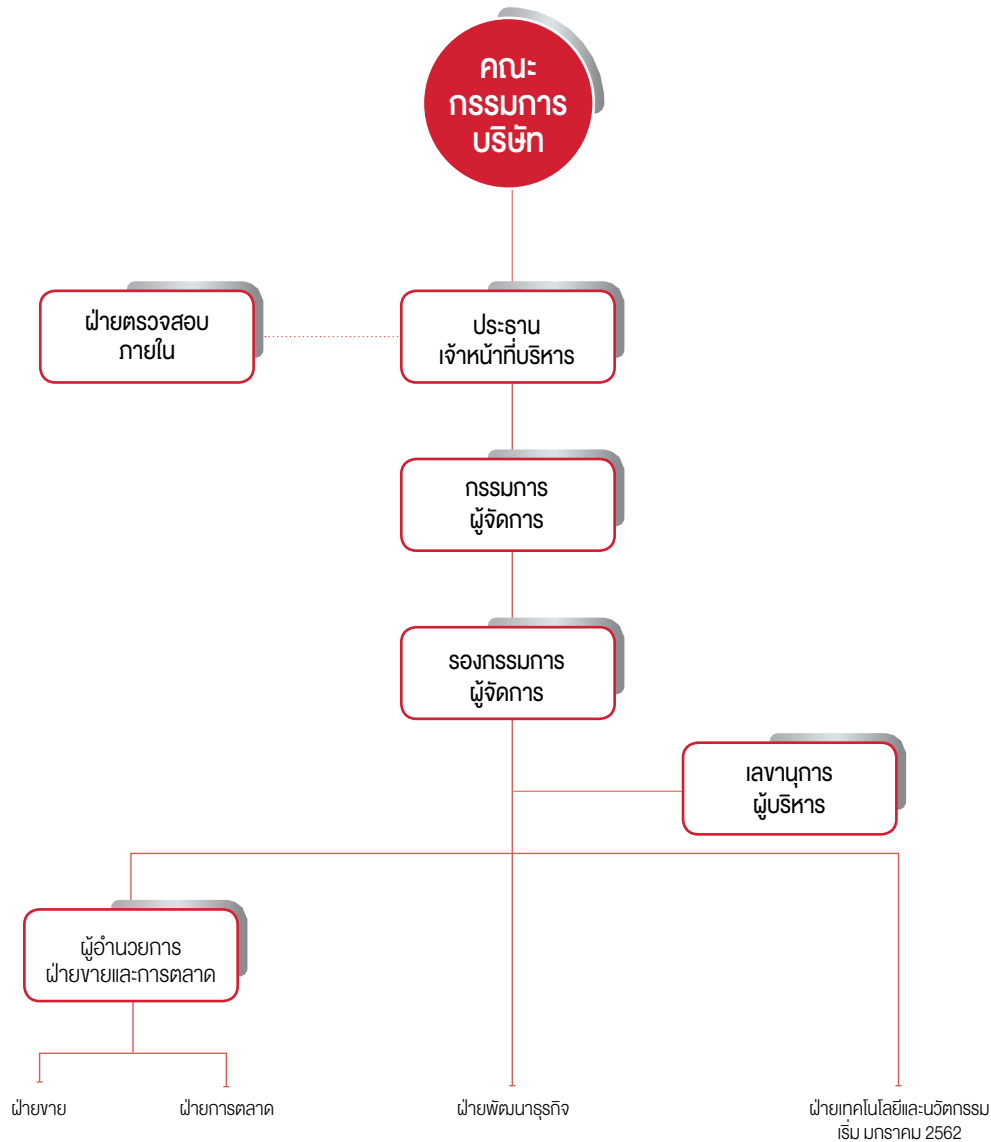 คณะ
กรรมการ
บริษัท
ฝ่ายตรวจสอบ
ภายใน
ประธาน
เจ้าหน้าที่บริหาร
กรรมการ
ผู้จัดการ
รองกรรมการ
ผู้จัดการ
เลขานุการ
ผู้บริหาร
ผู้อำนวยการ
ฝ่ายขายและการตลาด
ฝ่ายขาย
ฝ่ายการตลาด
ฝ่ายพัฒนาธุรกิจ
ฝ่ายเทคโนโลยีและนวัตกรรม
เริ่ม มกราคม 2562